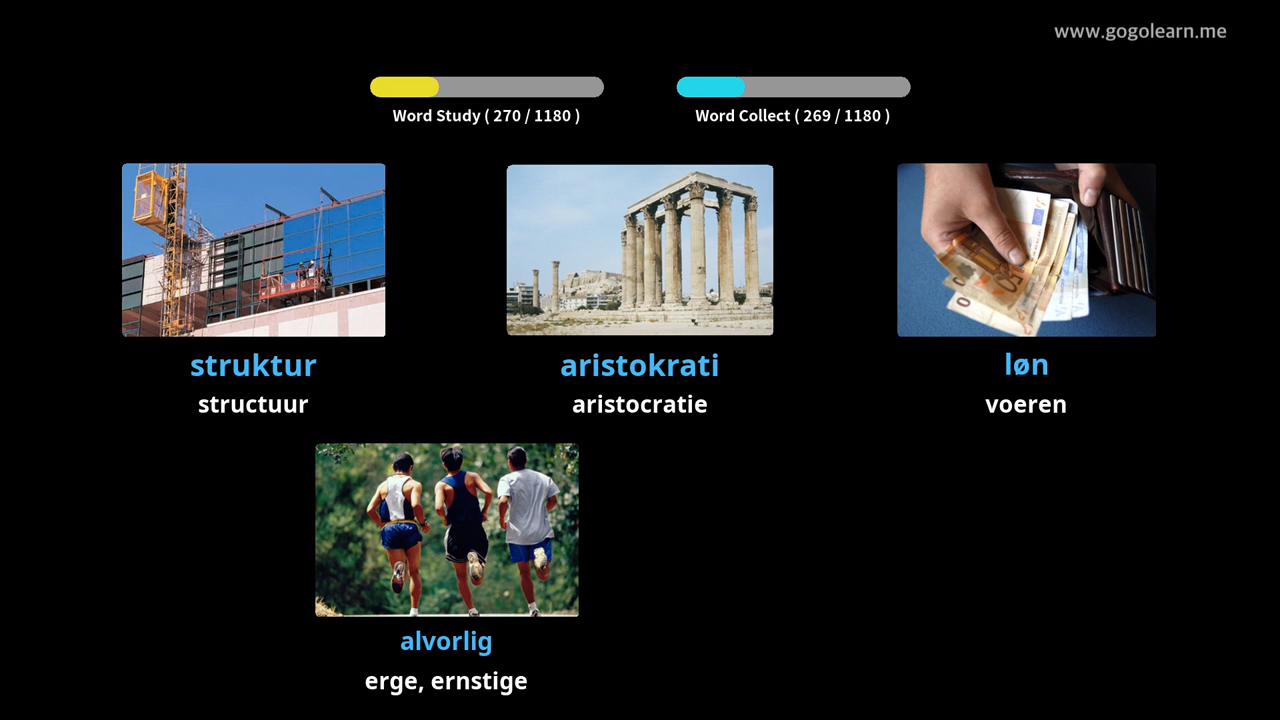 www.gogolearn.me
Word Study ( 270 / 1180 )
Word Collect ( 269 / 1180 )
struktur
structuur
aristokrati
aristocratie
løn
voeren
alvorlig
erge, ernstige